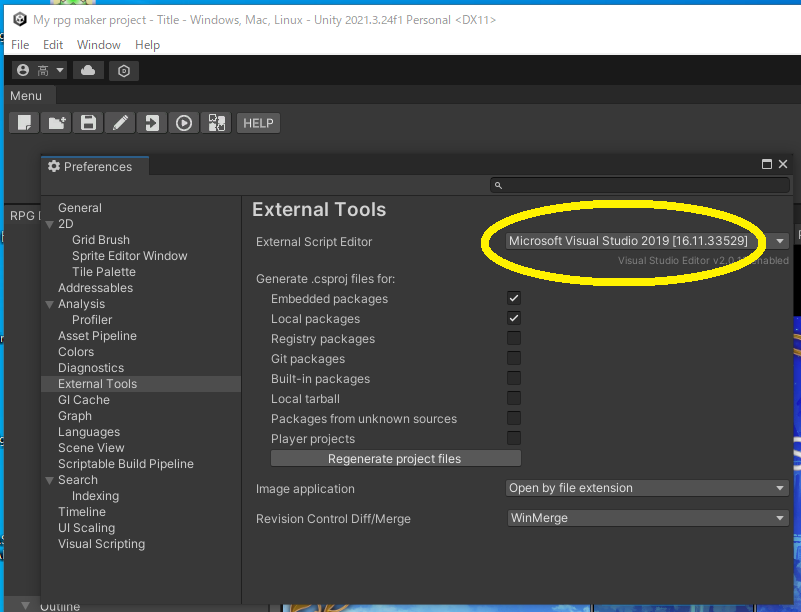 My rpg maker project - Title - Windows, Mac, Linux - Unity 2021.3.24f1 Personal <DX11>
File Edit Window Help
高
Menu
HELP
Preferences
RPG
General
2D
Grid Brush
Sprite Editor Window
Tile Palette
Addressables
Analysis
Profiler
Asset Pipeline
Colors
Diagnostics
External Tools
GI Cache
Graph
Languages
Scene View
Scriptable Build Pipeline
Search
Indexing
Timeline
UI Scaling
Visual Scripting
External Tools
External Script Editor Microsoft Visual Studio 2019 [16.11.33529]
Visual Studio Editor enabled
Generate .csproj files for:
Embedded packages
Local packages
Registry packages
Git packages
Built-in packages
Local tarball
Packages from unknown sources
Player projects
Regenerate project files
Image application Open by file extension
Revision Control Diff/Merge WinMerge
Outline